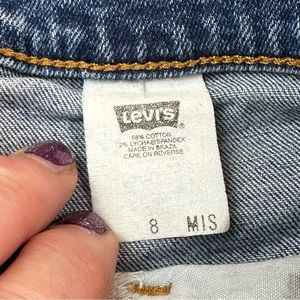 Levi's
98% COTTON
2% LYCRA®SPANDEX
MADE IN BRAZIL
CARE ON REVERSE
8 MIS